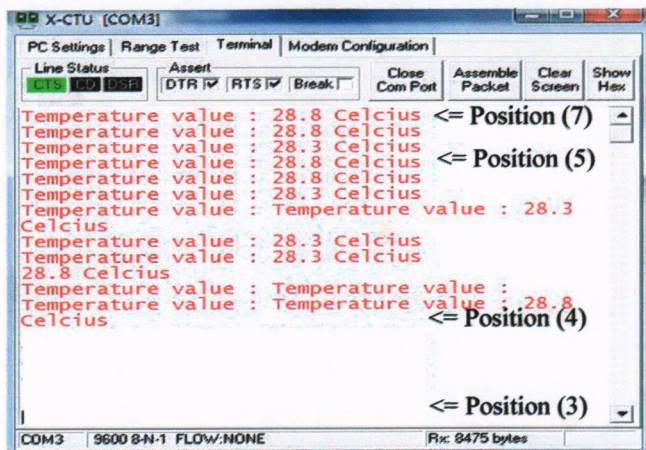 X-CTU [COM3]
PC Settings Range Test Terminal Modem Configuration
Line Status Assert
CTS CD DSR DTR RTS Break Close Com Port Assemble Packet Clear Screen Show Hex
Temperature value : 28.8 Celcius <= Position (7)
Temperature value : 28.8 Celcius
Temperature value : 28.3 Celcius
Temperature value : 28.8 Celcius <= Position (5)
Temperature value : 28.8 Celcius
Temperature value : 28.3 Celcius
Temperature value : Temperature value : 28.3
Celcius
Temperature value : 28.3 Celcius
Temperature value : 28.3 Celcius
28.8 Celcius
Temperature value : Temperature value :
Temperature value : Temperature value : 28.8
Celcius <= Position (4)
<= Position (3)
COM3 9600 8-N-1 FLOW:NONE Rx: 8475 bytes